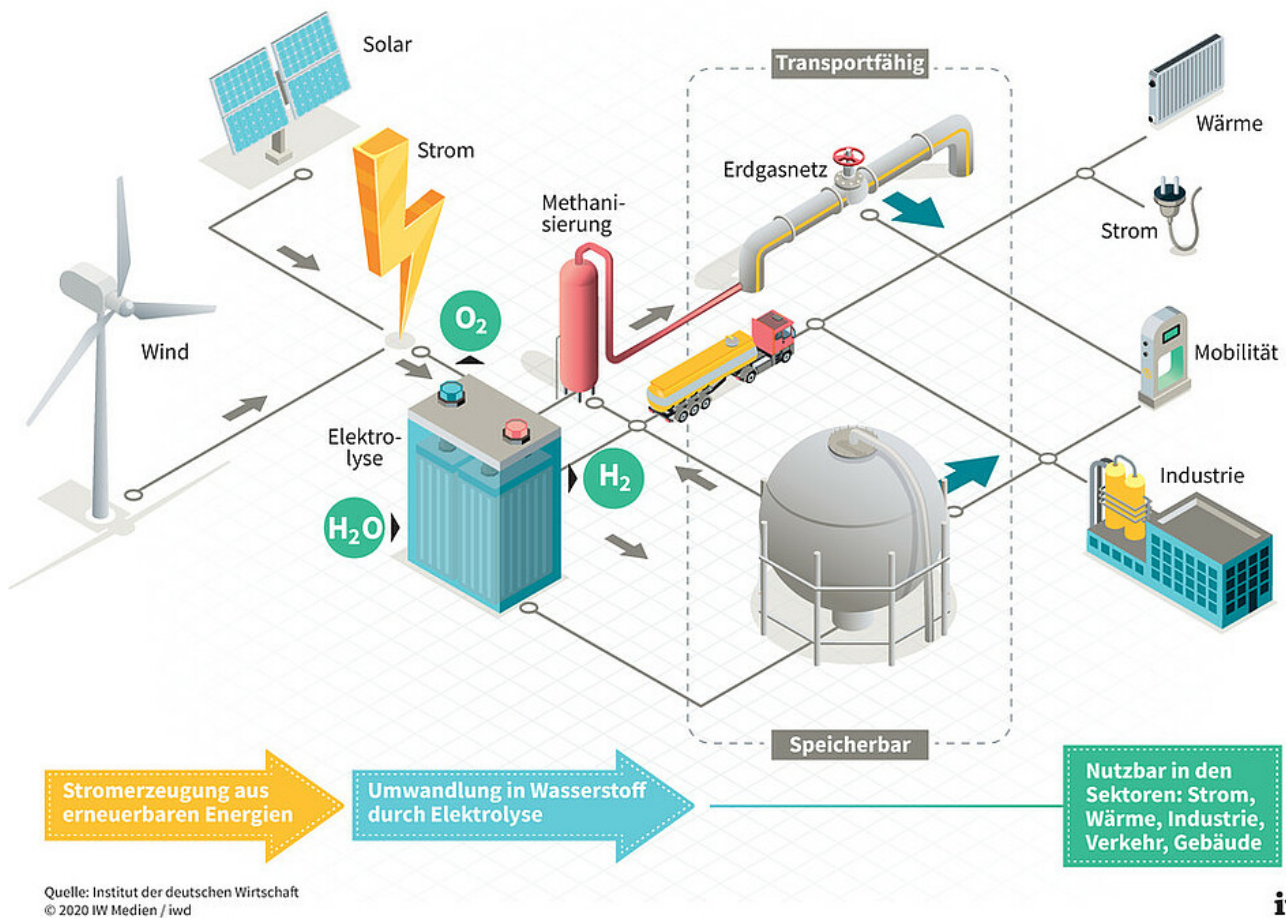 Solar
Transportfähig
Wärme
Strom
Erdgasnetz
Methani-
sierung
Strom
O₂
Wind
Mobilität
Elektro-
lyse
H₂
Industrie
H₂O
Speicherbar
Stromerzeugung aus
erneuerbaren Energien
Umwandlung in Wasserstoff
durch Elektrolyse
Nutzbar in den
Sektoren: Strom,
Wärme, Industrie,
Verkehr, Gebäude
Quelle: Institut der deutschen Wirtschaft
© 2020 IW Medien / iwd
i